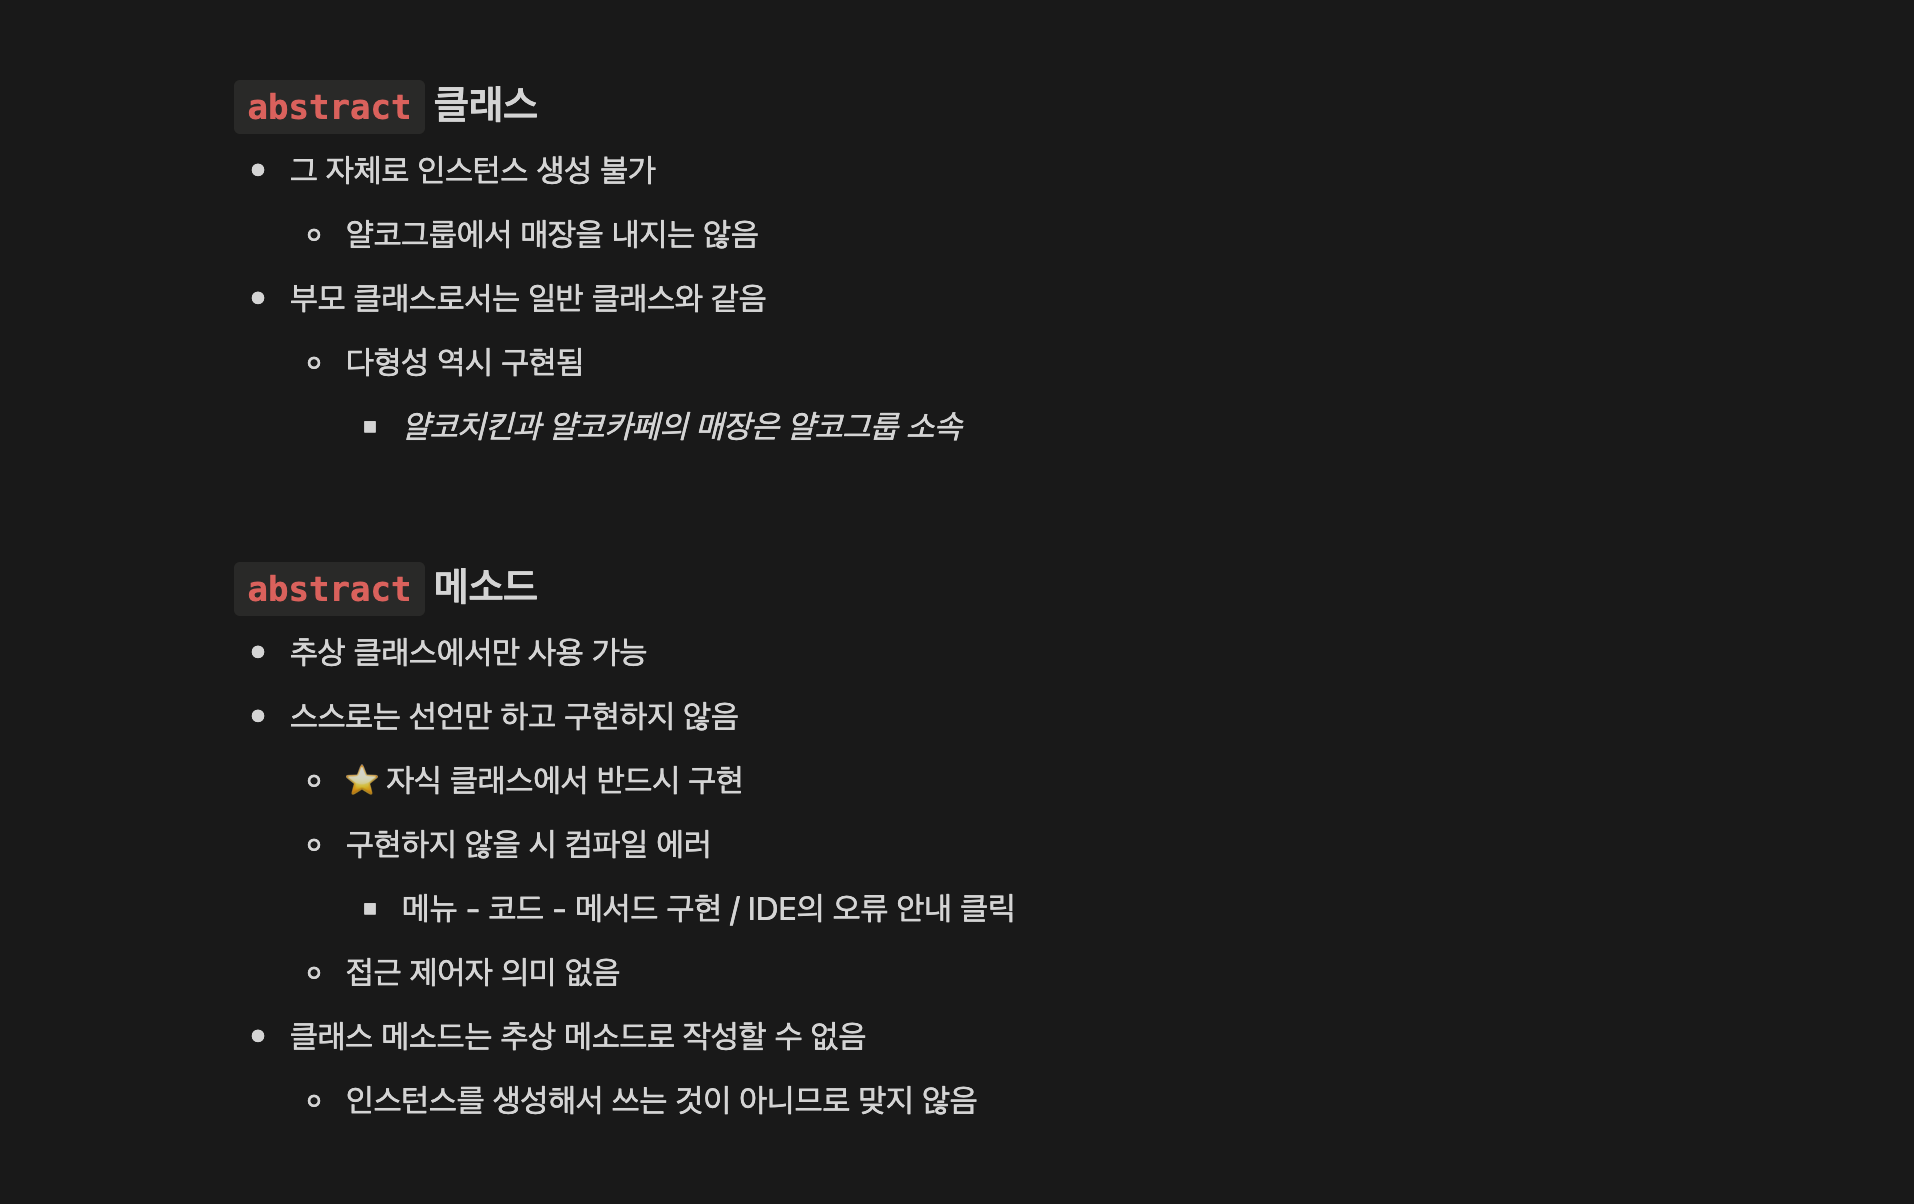 abstract 클래스
그 자체로 인스턴스 생성 불가
얄코그룹에서 매장을 내지는 않음
부모 클래스로서는 일반 클래스와 같음
다형성 역시 구현됨
얄코치킨과 얄코카페의 매장은 얄코그룹 소속
abstract 메소드
추상 클래스에서만 사용 가능
스스로는 선언만 하고 구현하지 않음
⭐ 자식 클래스에서 반드시 구현
구현하지 않을 시 컴파일 에러
메뉴 - 코드 - 메서드 구현 / IDE의 오류 안내 클릭
접근 제어자 의미 없음
클래스 메소드는 추상 메소드로 작성할 수 없음
인스턴스를 생성해서 쓰는 것이 아니므로 맞지 않음